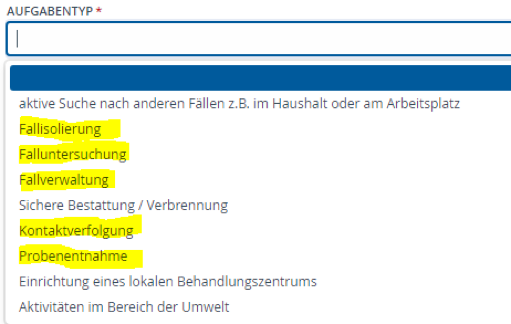 AUFGABENTYP *
aktive Suche nach anderen Fällen z.B. im Haushalt oder am Arbeitsplatz
Fallisolierung
Falluntersuchung
Fallverwaltung
Sichere Bestattung / Verbrennung
Kontaktverfolgung
Probenentnahme
Einrichtung eines lokalen Behandlungszentrums
Aktivitäten im Bereich der Umwelt